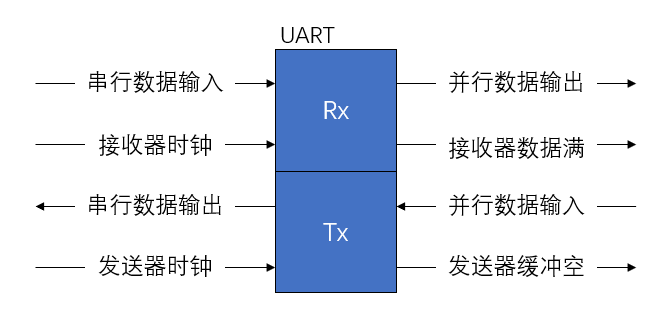 UART
串行数据输入
并行数据输出
Rx
接收器时钟
接收器数据满
串行数据输出
并行数据输入
Tx
发送器时钟
发送器缓冲空